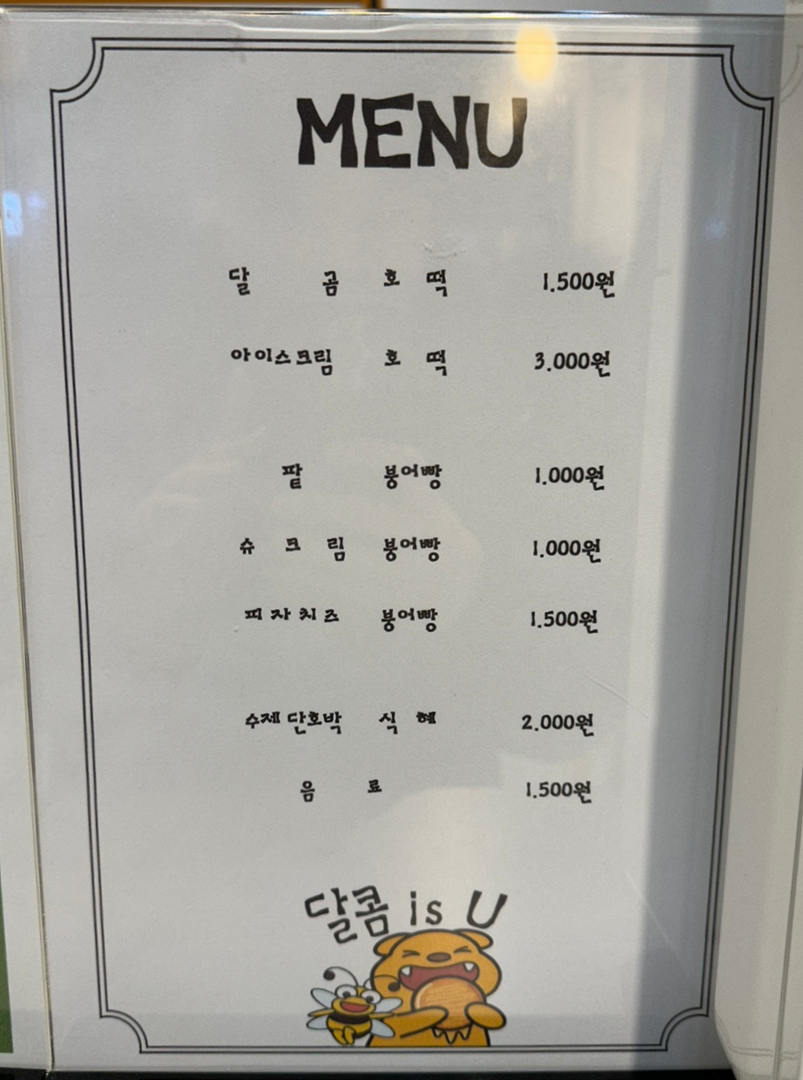 MENU
달 곰 호 떡 1.500원
아이스크림 호 떡 3.000원
팥 붕어빵 1.000원
슈 크 림 붕어빵 1.000원
피 자 치 즈 붕어빵 1.500원
수제 단호박 식 혜 2.000원
음 료 1.500원
달콤 is U